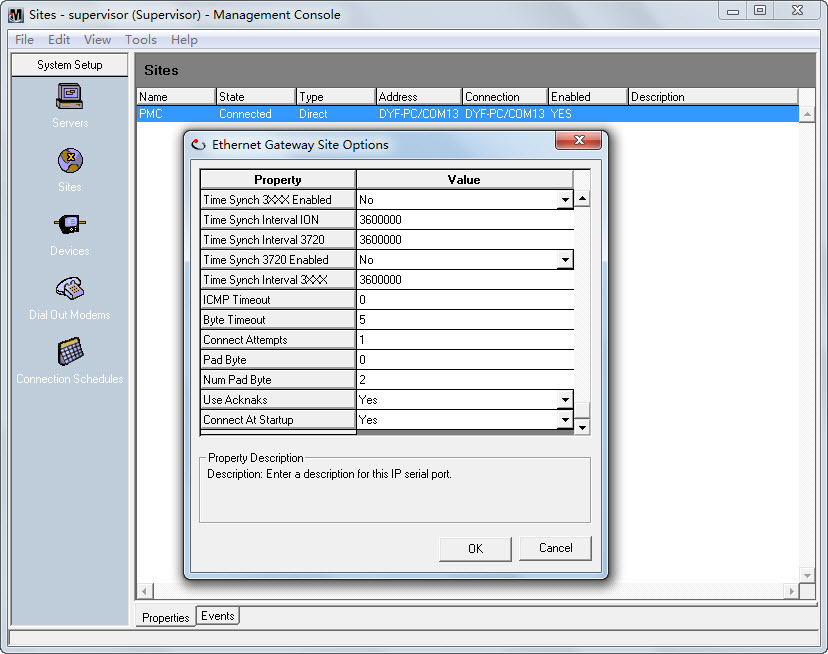 Sites - supervisor (Supervisor) - Management Console
File Edit View Tools Help
System Setup
Servers
Sites
Devices
Dial Out Modems
Connection Schedules
Sites
Name State Type Address Connection Enabled Description
PMC Connected Direct DYF-PC/COM13 DYF-PC/COM13 YES
Ethernet Gateway Site Options
Property Value
Time Synch 3XXX Enabled No
Time Synch Interval ION 3600000
Time Synch Interval 3720 3600000
Time Synch 3720 Enabled No
Time Synch Interval 3XXX 3600000
ICMP Timeout 0
Byte Timeout 5
Connect Attempts 1
Pad Byte 0
Num Pad Byte 2
Use Acknaks Yes
Connect At Startup Yes
Property Description
Description: Enter a description for this IP serial port.
OK Cancel
Properties Events